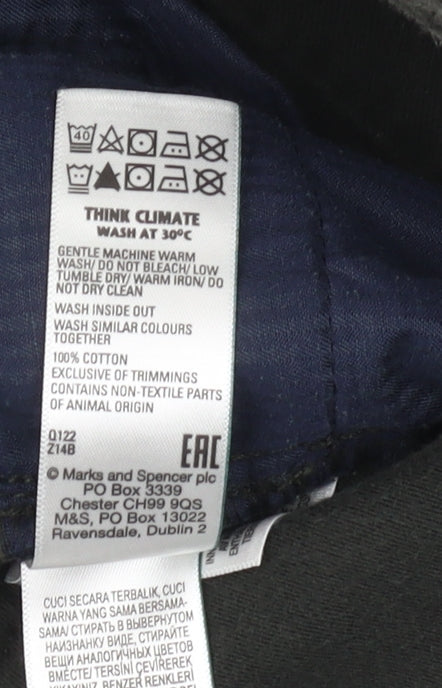 40
THINK CLIMATE
WASH AT 30°C
GENTLE MACHINE WARM
WASH/ DO NOT BLEACH/ LOW
TUMBLE DRY/ WARM IRON/ DO
NOT DRY CLEAN
WASH INSIDE OUT
WASH SIMILAR COLOURS
TOGETHER
100% COTTON
EXCLUSIVE OF TRIMMINGS
CONTAINS NON-TEXTILE PARTS
OF ANIMAL ORIGIN
Q122
Z14B
EAC
© Marks and Spencer plc
PO Box 3339
Chester CH99 9QS
M&S, PO BOX 13022
Ravensdale, Dublin 2
CUCI SECARA TERBALIK, CUCI
WARNA YANG SAMA BERSAMA-
SAMA/ СТИРАТЬ В ВЫВЕРНУТОМ
НАИЗНАНКУ ВИДЕ, СТИРАЙТЕ
ВЕЩИ АНАЛОГИЧНЫХ ЦВЕТОВ
ВМЕСТЕ/ TERSİNİ ÇEVİREREK
YIKAYINIZ, BENZER RENKLERİ